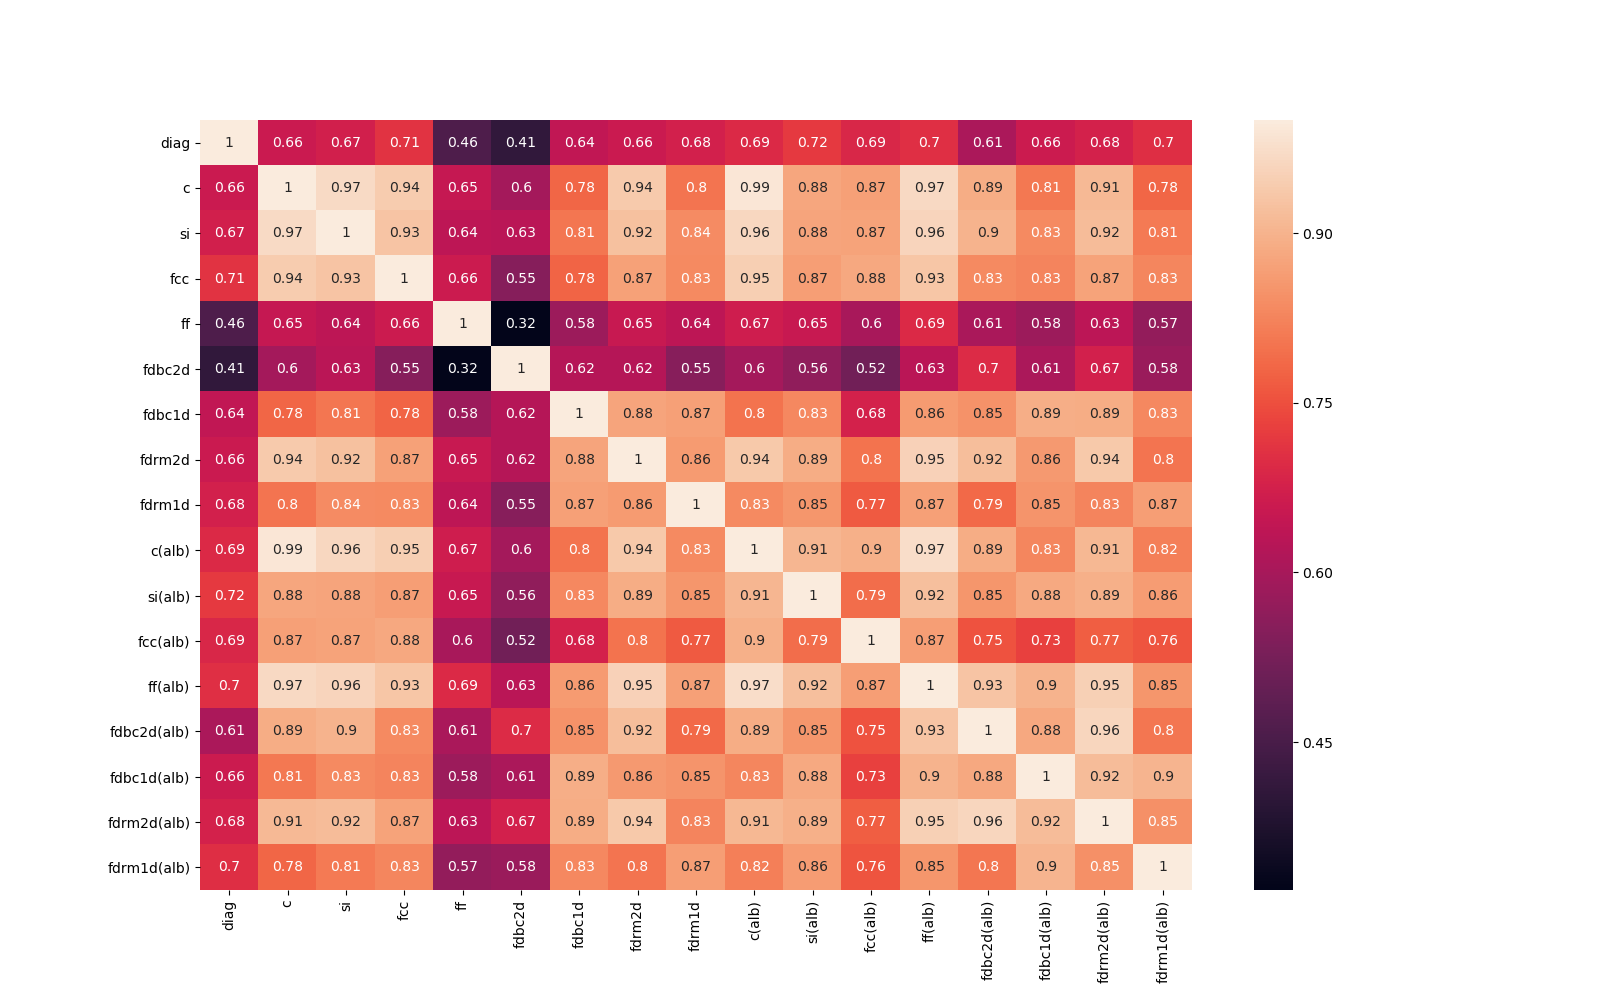 diag 1 0.66 0.67 0.71 0.46 0.41 0.64 0.66 0.68 0.69 0.72 0.69 0.7 0.61 0.66 0.68 0.7
c 0.66 1 0.97 0.94 0.65 0.6 0.78 0.94 0.8 0.99 0.88 0.87 0.97 0.89 0.81 0.91 0.78
si 0.67 0.97 1 0.93 0.64 0.63 0.81 0.92 0.84 0.96 0.88 0.87 0.96 0.9 0.83 0.92 0.81
fcc 0.71 0.94 0.93 1 0.66 0.55 0.78 0.87 0.83 0.95 0.87 0.88 0.93 0.83 0.83 0.87 0.83
ff 0.46 0.65 0.64 0.66 1 0.32 0.58 0.65 0.64 0.67 0.65 0.6 0.69 0.61 0.58 0.63 0.57
fdbc2d 0.41 0.6 0.63 0.55 0.32 1 0.62 0.62 0.55 0.6 0.56 0.52 0.63 0.7 0.61 0.67 0.58
fdbc1d 0.64 0.78 0.81 0.78 0.58 0.62 1 0.88 0.87 0.8 0.83 0.68 0.86 0.85 0.89 0.89 0.83
fdrm2d 0.66 0.94 0.92 0.87 0.65 0.62 0.88 1 0.86 0.94 0.89 0.8 0.95 0.92 0.86 0.94 0.8
fdrm1d 0.68 0.8 0.84 0.83 0.64 0.55 0.87 0.86 1 0.83 0.85 0.77 0.87 0.79 0.85 0.83 0.87
c(alb) 0.69 0.99 0.96 0.95 0.67 0.6 0.8 0.94 0.83 1 0.91 0.9 0.97 0.89 0.83 0.91 0.82
si(alb) 0.72 0.88 0.88 0.87 0.65 0.56 0.83 0.89 0.85 0.91 1 0.79 0.92 0.85 0.88 0.89 0.86
fcc(alb) 0.69 0.87 0.87 0.88 0.6 0.52 0.68 0.8 0.77 0.9 0.79 1 0.87 0.75 0.73 0.77 0.76
ff(alb) 0.7 0.97 0.96 0.93 0.69 0.63 0.86 0.95 0.87 0.97 0.92 0.87 1 0.93 0.9 0.95 0.85
fdbc2d(alb) 0.61 0.89 0.9 0.83 0.61 0.7 0.85 0.92 0.79 0.89 0.85 0.75 0.93 1 0.88 0.96 0.8
fdbc1d(alb) 0.66 0.81 0.83 0.83 0.58 0.61 0.89 0.86 0.85 0.83 0.88 0.73 0.9 0.88 1 0.92 0.9
fdrm2d(alb) 0.68 0.91 0.92 0.87 0.63 0.67 0.89 0.94 0.83 0.91 0.89 0.77 0.95 0.96 0.92 1 0.85
fdrm1d(alb) 0.7 0.78 0.81 0.83 0.57 0.58 0.83 0.8 0.87 0.82 0.86 0.76 0.85 0.8 0.9 0.85 1
diag c si fcc ff fdbc2d fdbc1d fdrm2d fdrm1d c(alb) si(alb) fcc(alb) ff(alb) fdbc2d(alb) fdbc1d(alb) fdrm2d(alb) fdrm1d(alb)
0.90
0.75
0.60
0.45